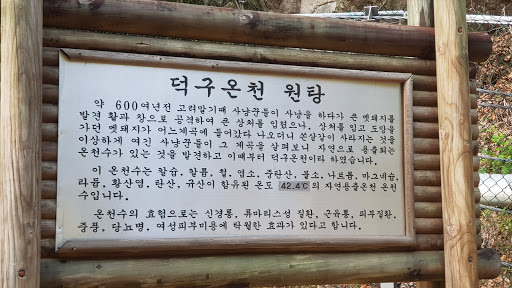 덕구온천 원탕
약 600여년전 고려말기때 사냥꾼들이 사냥을 하다가 큰 멧돼지를
발견 활과 창으로 공격하여 큰 상처를 입혔으나, 상처를 입고 도망을
가던 멧돼지가 어느계곡에 들어갔다 나오더니 쏜살같이 사라지는 것을
이상하게 여긴 사냥꾼들이 그 계곡을 살펴보니 자연으로 용출되는
온천수가 있는 것을 발견하고 이때부터 덕구온천이라 하였습니다.
이 온천수는 칼슘, 칼륨, 철, 염소, 중탄산, 불소, 나트륨, 마그네슘,
라듐, 황산염, 탄산, 규산이 함유된 온도 42.4℃의 자연용출온천 온천
수입니다.
온천수의 효험으로는 신경통, 류마티스성 질환, 근육통, 피부질환,
중풍, 당뇨병, 여성피부미용에 탁월한 효과가 있다고 합니다.